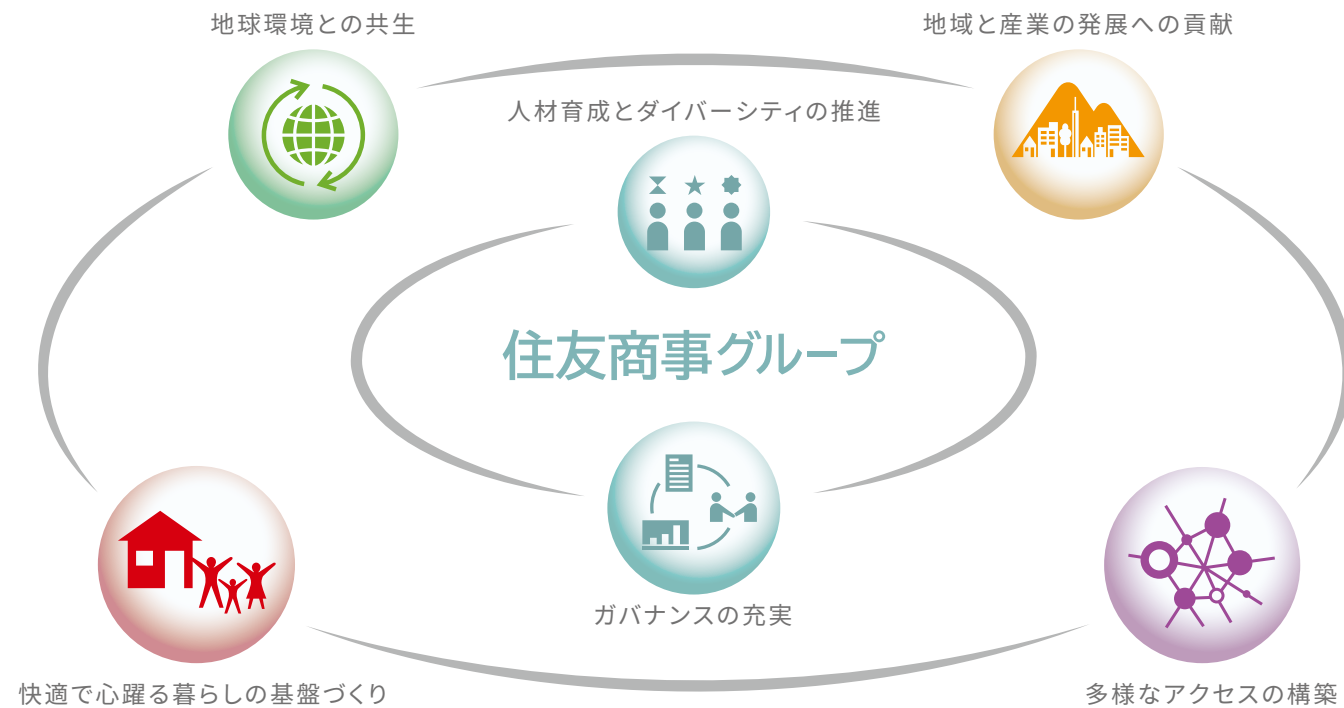 地球環境との共生
地域と産業の発展への貢献
人材育成とダイバーシティの推進
住友商事グループ
ガバナンスの充実
快適で心躍る暮らしの基盤づくり
多様なアクセスの構築